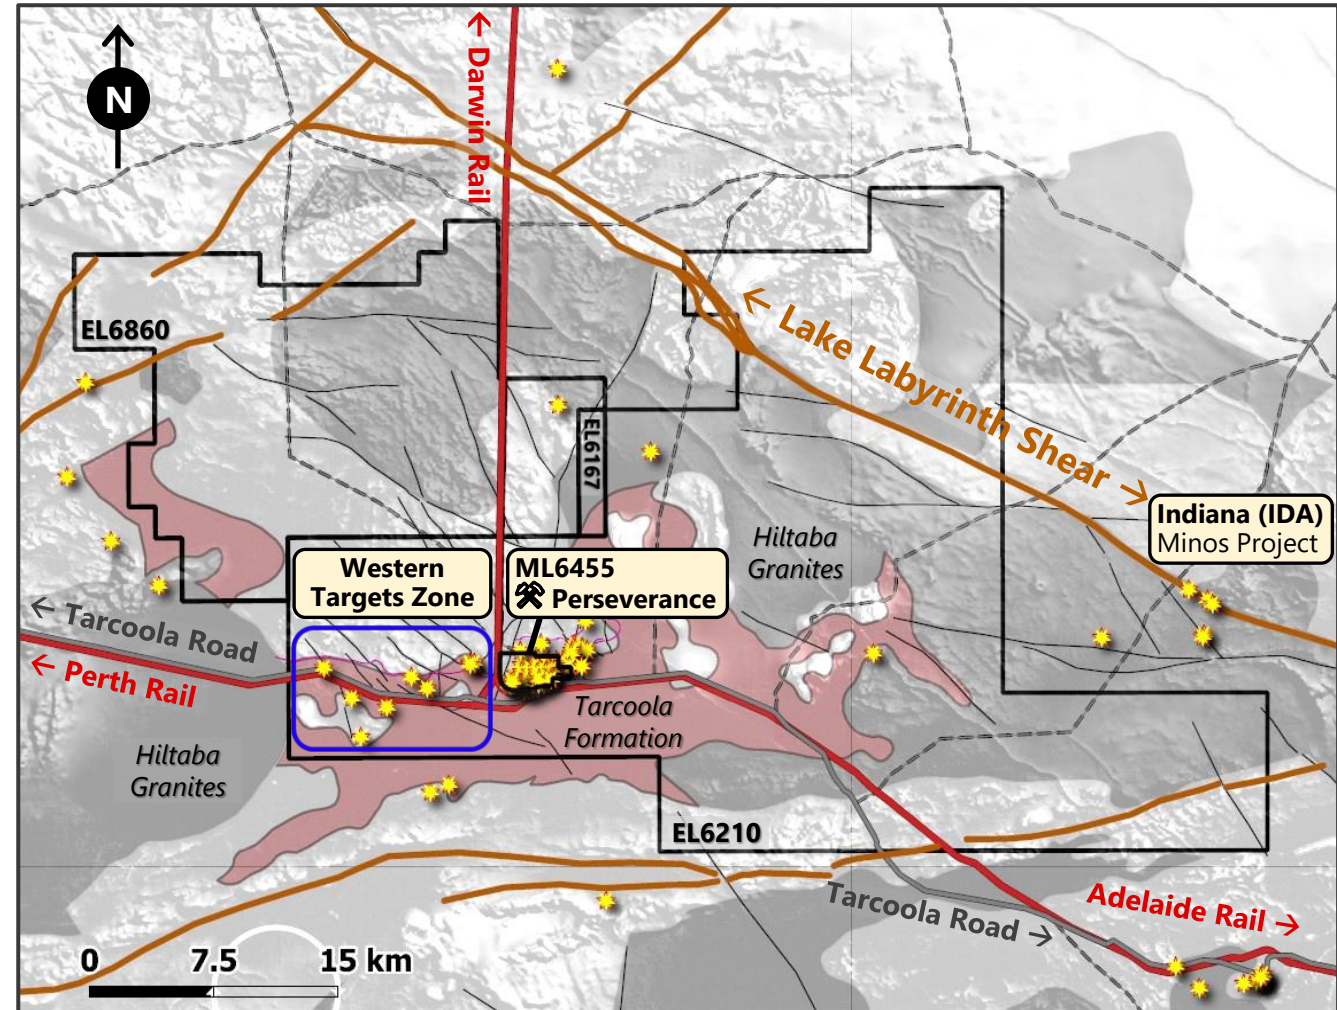 N
← Darwin Rail
EL6860
← Lake Labyrinth Shear →
EL6167
Indiana (IDA)
Minos Project
Hiltaba
Granites
Western
Targets Zone
ML6455
Perseverance
← Tarcoola Road
← Perth Rail
Tarcoola
Formation
Hiltaba
Granites
EL6210
Tarcoola Road →
Adelaide Rail →
0 7.5 15 km